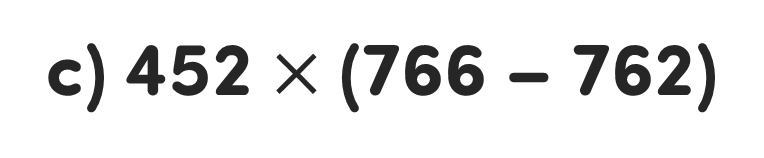 c) 452 × (766 – 762)